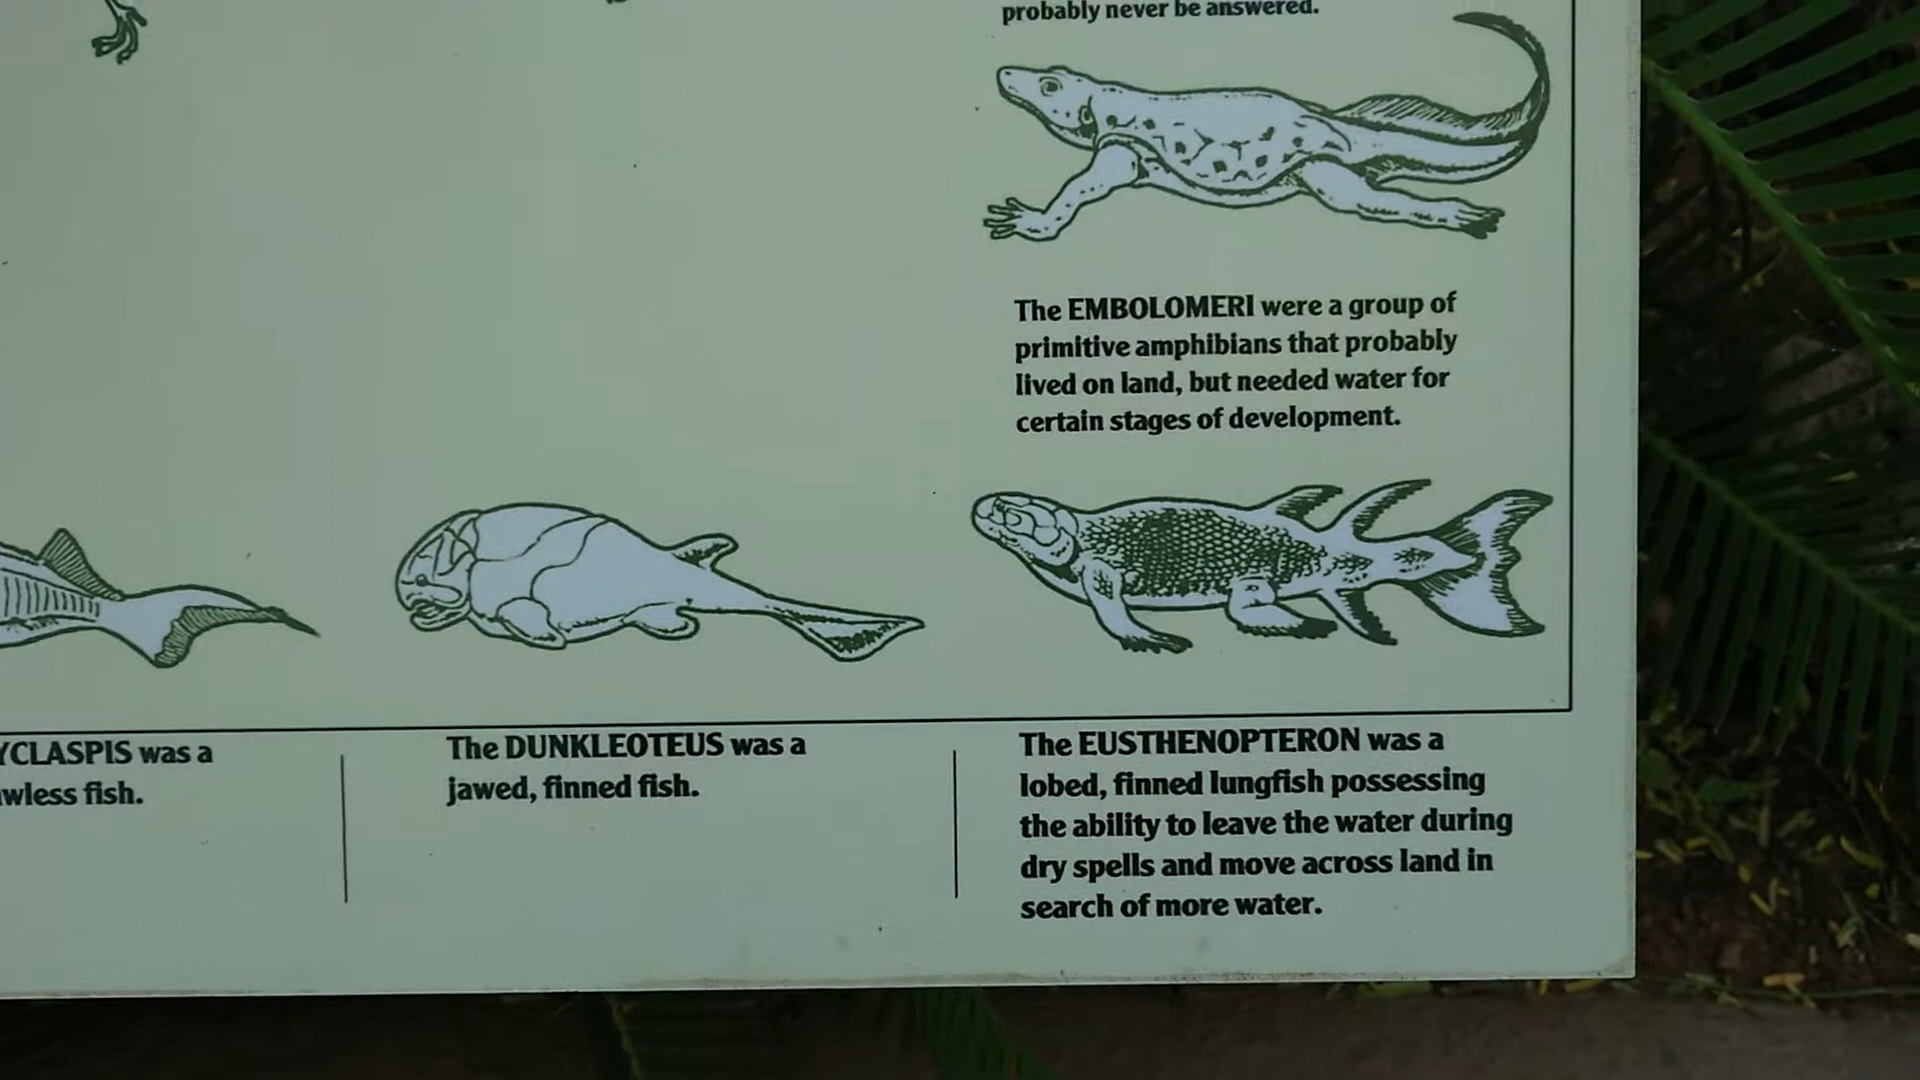 probably never be answered.
The EMBOLOMERI were a group of
primitive amphibians that probably
lived on land, but needed water for
certain stages of development.
YCLASPIS was a
wless fish.
The DUNKLEOTEUS was a
jawed, finned fish.
The EUSTHENOPTERON was a
lobed, finned lungfish possessing
the ability to leave the water during
dry spells and move across land in
search of more water.